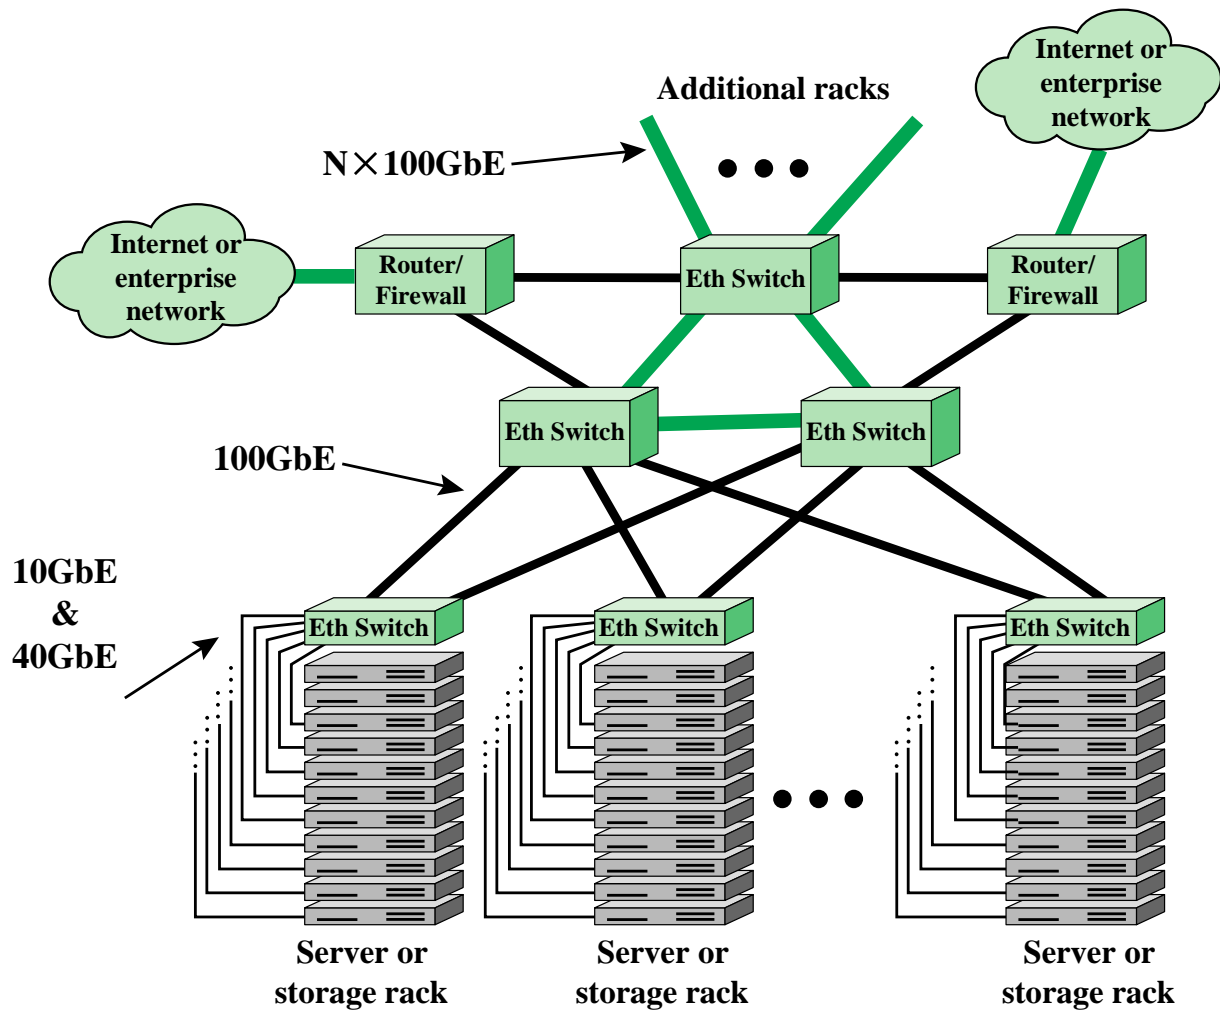 Internet or
enterprise
network
Additional racks
N×100GbE
Internet or
enterprise
network
Router/
Firewall
Eth Switch
Router/
Firewall
Eth Switch
Eth Switch
100GbE
10GbE
&
40GbE
Eth Switch
Eth Switch
Eth Switch
Server or
storage rack
Server or
storage rack
Server or
storage rack